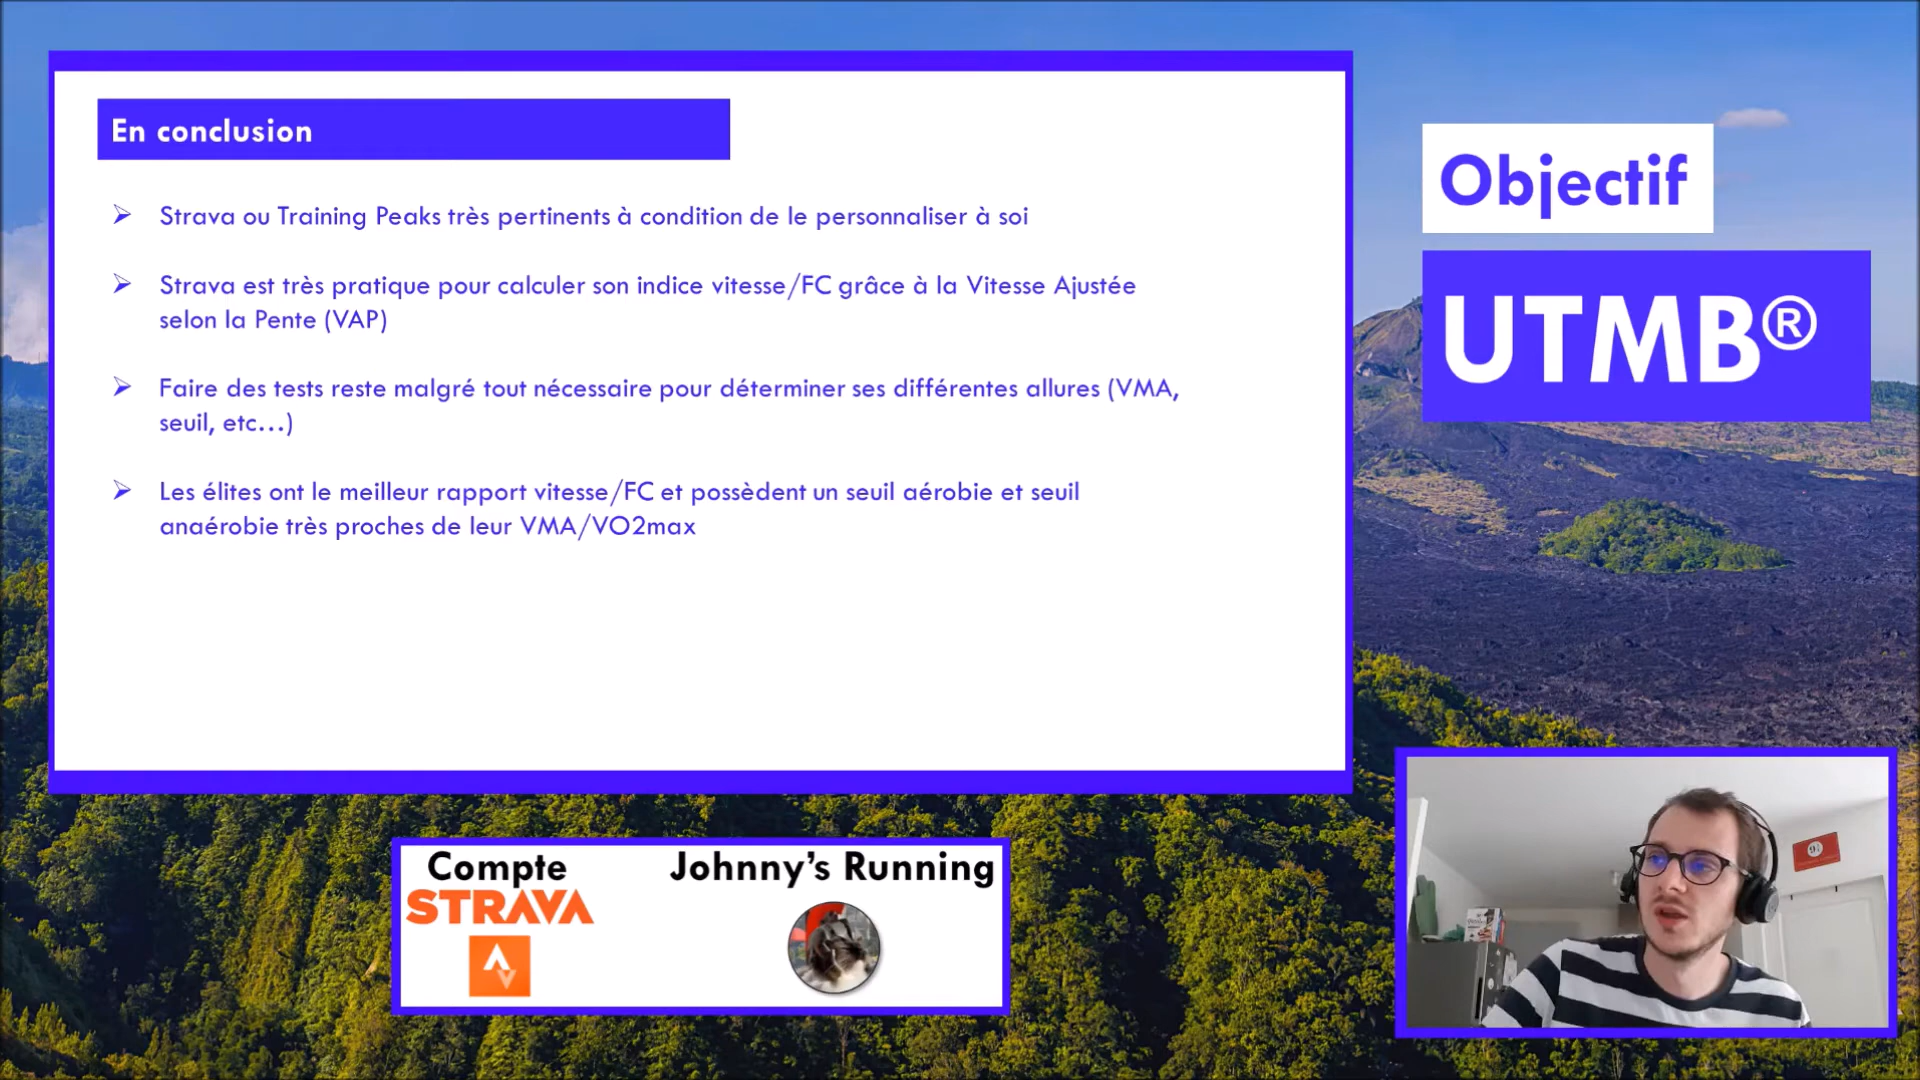 En conclusion
➢ Strava ou Training Peaks très pertinents à condition de le personnaliser à soi
➢ Strava est très pratique pour calculer son indice vitesse/FC grâce à la Vitesse Ajustée
selon la Pente (VAP)
➢ Faire des tests reste malgré tout nécessaire pour déterminer ses différentes allures (VMA,
seuil, etc…)
➢ Les élites ont le meilleur rapport vitesse/FC et possèdent un seuil aérobie et seuil
anaérobie très proches de leur VMA/VO2max
Objectif
UTMB®
Compte
STRAVA
Johnny's Running